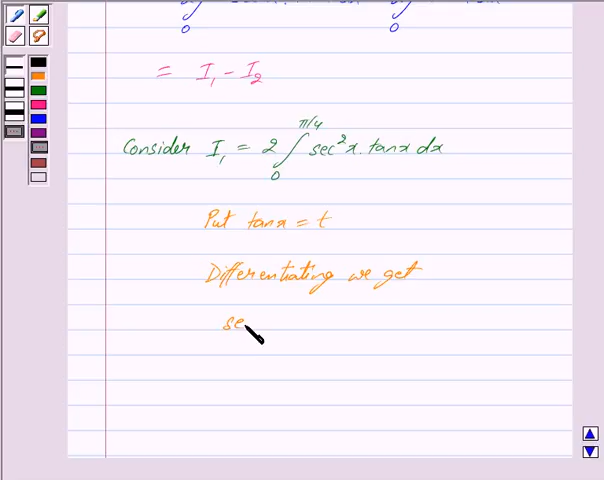 = I₁ − I₂
Consider I₁ = 2 ∫₀^π/4 sec²x . tanx dx
Put tanx = t
Differentiating we get
se